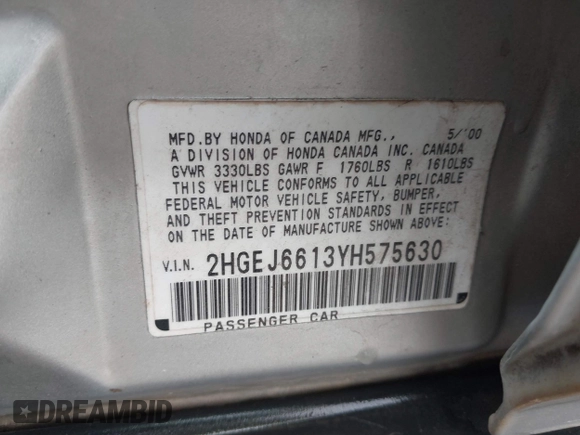 MFD.BY HONDA OF CANADA MFG., 5/'00
A DIVISION OF HONDA CANADA INC. CANADA
GVWR 3330LBS GAWR F 1760LBS R 1610LBS
THIS VEHICLE CONFORMS TO ALL APPLICABLE
FEDERAL MOTOR VEHICLE SAFETY, BUMPER,
AND THEFT PREVENTION STANDARDS IN EFFECT
ON THE DATE OF MANUFACTURE SHOWN ABOVE:
V.I.N. 2HGEJ6613YH575630
PASSENGER CAR
DREAMBID